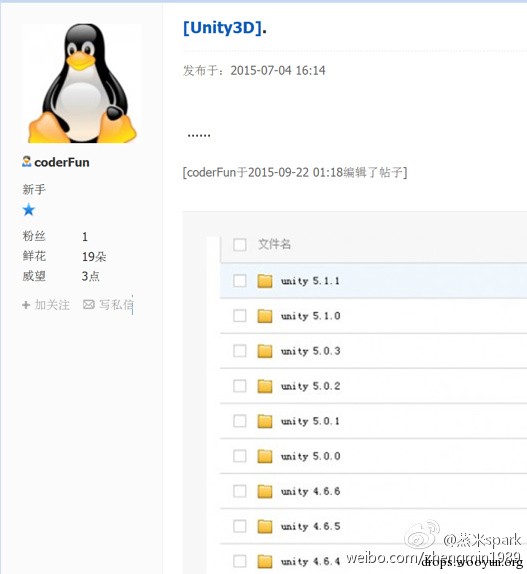 [Unity3D].
发布于：2015-07-04 16:14
......
[coderFun于2015-09-22 01:18编辑了帖子]
coderFun
新手
粉丝 1
鲜花 19朵
威望 3点
+ 加关注 写私信
文件名
unity 5.1.1
unity 5.1.0
unity 5.0.3
unity 5.0.2
unity 5.0.1
unity 5.0.0
unity 4.6.6
unity 4.6.5
unity 4.6.4
@蒸米spark
weibo.com/zhengmin1989
drops.wooyun.org